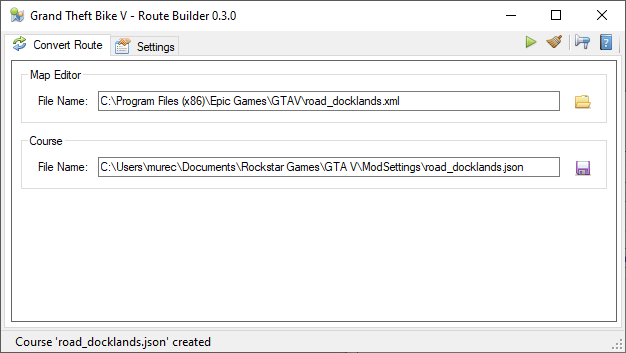 Grand Theft Bike V - Route Builder 0.3.0
Convert Route Settings
Map Editor
File Name: C:\Program Files (x86)\Epic Games\GTAV\road_docklands.xml
Course
File Name: C:\Users\murec\Documents\Rockstar Games\GTA V\ModSettings\road_docklands.json
Course 'road_docklands.json' created